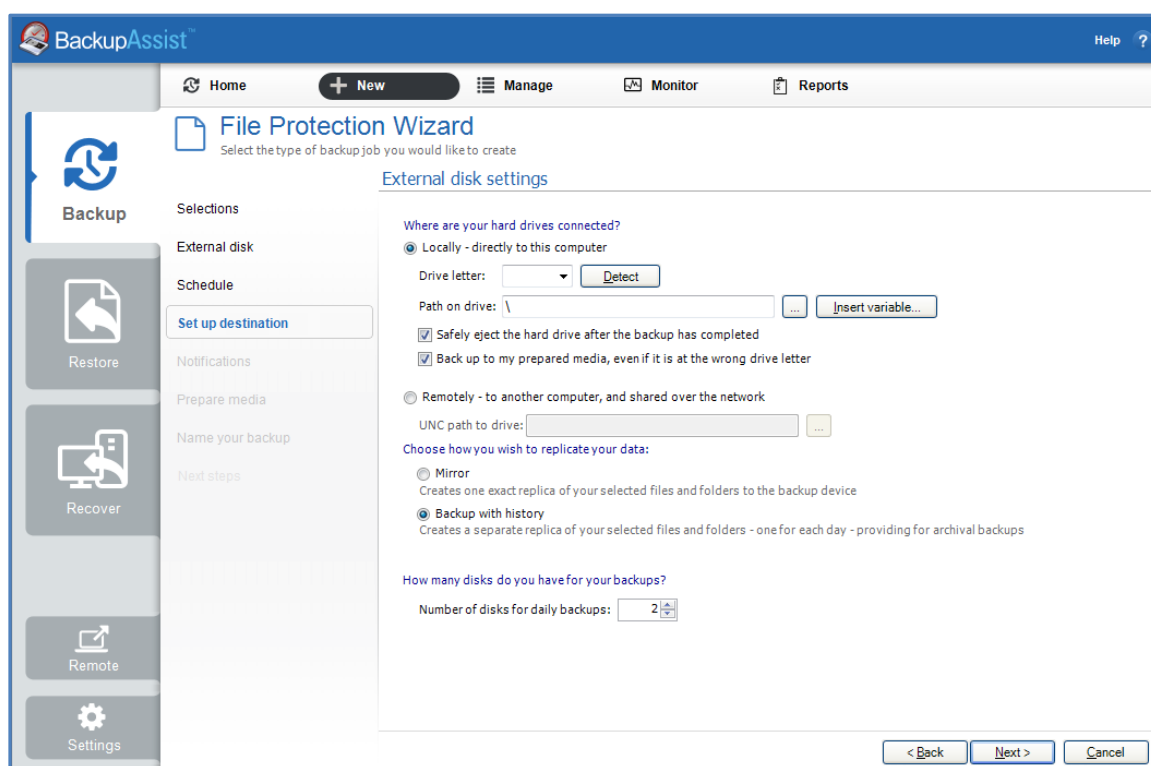 BackupAssist™
Help ?
Home New Manage Monitor Reports
File Protection Wizard
Select the type of backup job you would like to create
External disk settings
Backup
Restore
Recover
Remote
Settings
Selections
External disk
Schedule
Set up destination
Notifications
Prepare media
Name your backup
Next steps
Where are your hard drives connected?
Locally - directly to this computer
Drive letter: Detect
Path on drive: \ ... Insert variable...
Safely eject the hard drive after the backup has completed
Back up to my prepared media, even if it is at the wrong drive letter
Remotely - to another computer, and shared over the network
UNC path to drive: ...
Choose how you wish to replicate your data:
Mirror
Creates one exact replica of your selected files and folders to the backup device
Backup with history
Creates a separate replica of your selected files and folders - one for each day - providing for archival backups
How many disks do you have for your backups?
Number of disks for daily backups: 2
< Back Next > Cancel